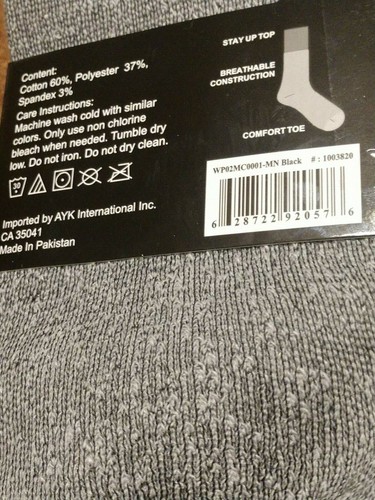 Content:
Cotton 60%, Polyester 37%,
Spandex 3%
Care Instructions:
Machine wash cold with similar
colors. Only use non chlorine
bleach when needed. Tumble dry
low. Do not iron. Do not dry clean.
30
Imported by AYK International Inc.
CA 35041
Made in Pakistan
STAY UP TOP
BREATHABLE
CONSTRUCTION
COMFORT TOE
WP02MC0001-MN Black # : 1003820
6 28722 92057 6